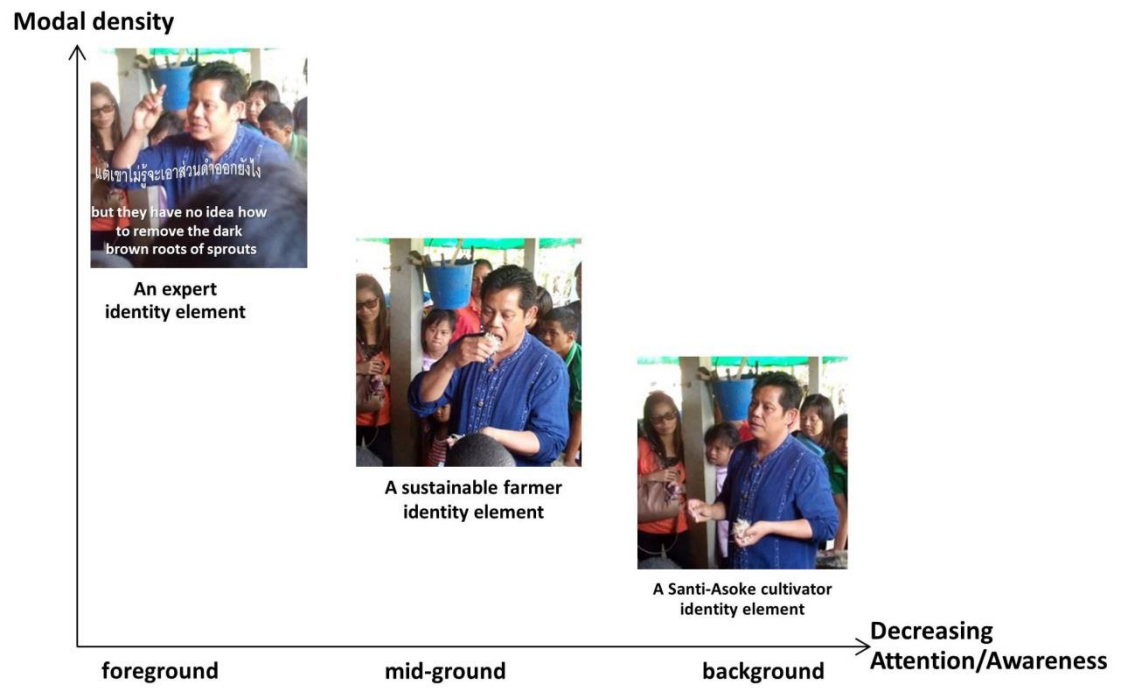 Modal density
แต่เขาไม่รู้จะเอาส่วนดำออกยังไง
but they have no idea how
to remove the dark
brown roots of sprouts
An expert
identity element
A sustainable farmer
identity element
A Santi-Asoke cultivator
identity element
foreground
mid-ground
background
Decreasing
Attention/Awareness